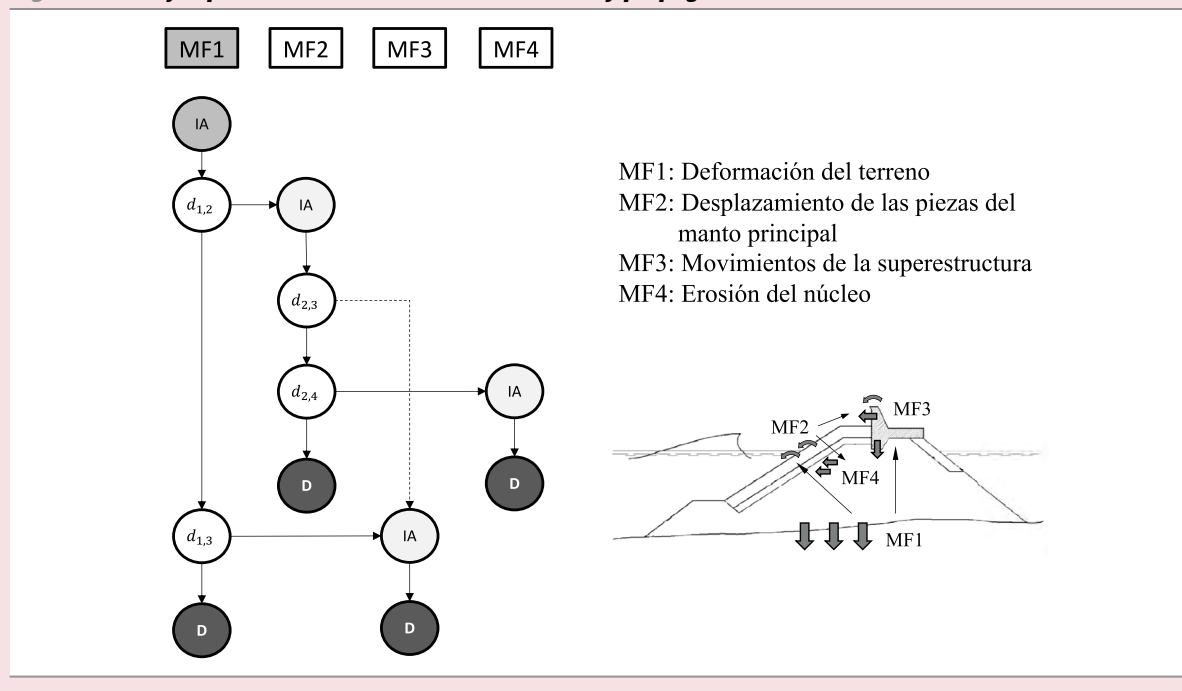 MF1 MF2 MF3 MF4
IA
d1,2 IA
d2,3
d2,4 IA
D D
d1,3 IA
D D
MF1: Deformación del terreno
MF2: Desplazamiento de las piezas del
manto principal
MF3: Movimientos de la superestructura
MF4: Erosión del núcleo
MF3
MF2
MF4
MF1